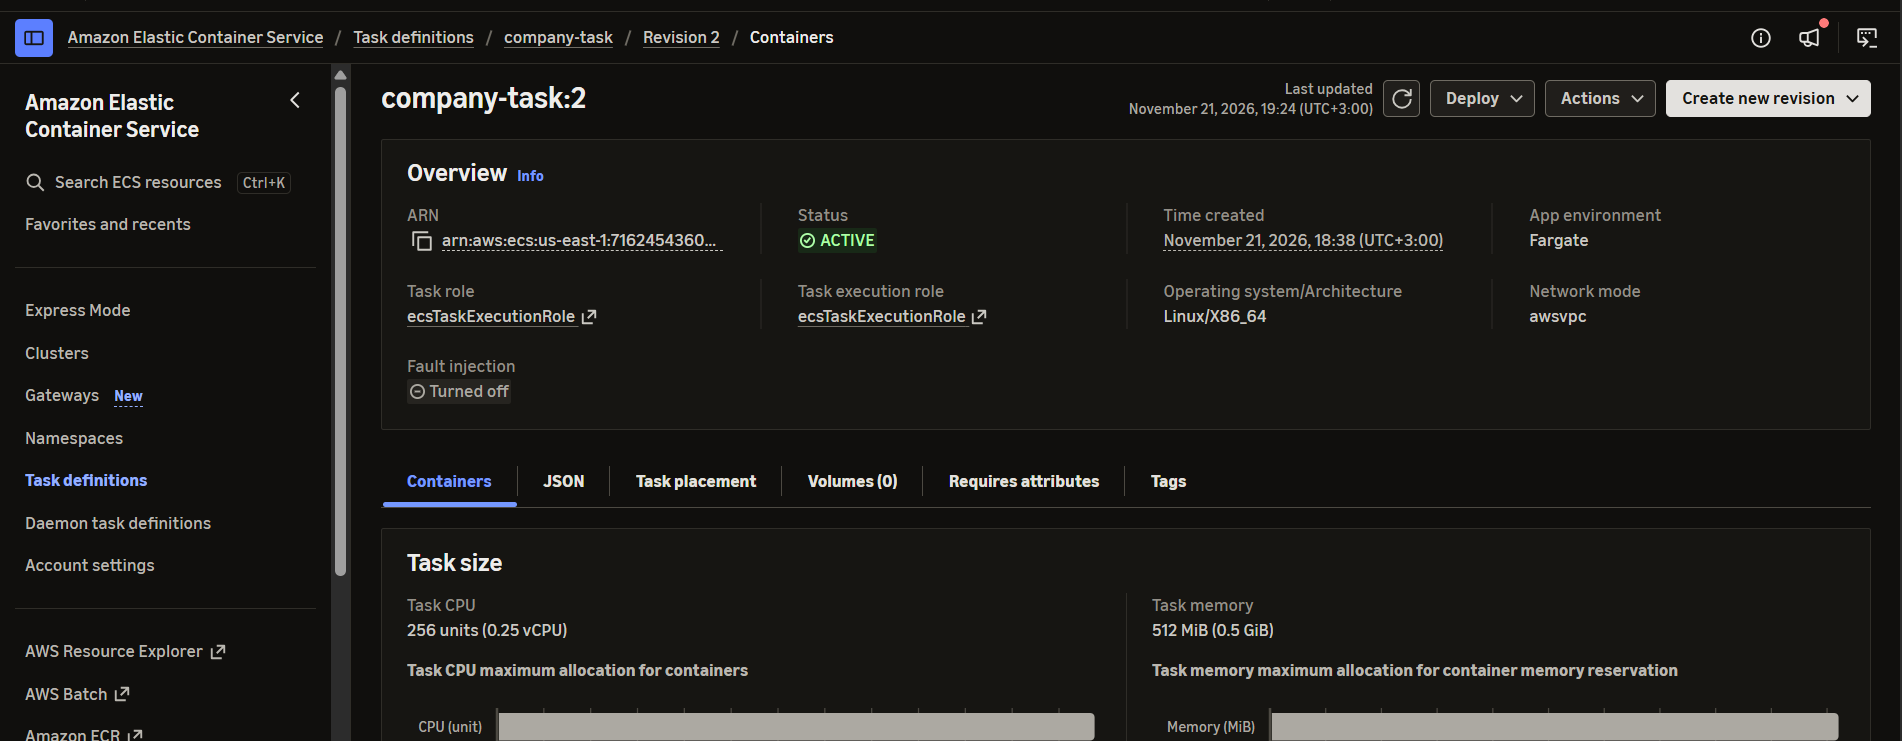 Amazon Elastic Container Service / Task definitions / company-task / Revision 2 / Containers
Amazon Elastic
Container Service
Search ECS resources Ctrl+K
Favorites and recents
Express Mode
Clusters
Gateways New
Namespaces
Task definitions
Daemon task definitions
Account settings
AWS Resource Explorer
AWS Batch
Amazon ECR
company-task:2
Last updated
November 21, 2026, 19:24 (UTC+3:00)
Deploy
Actions
Create new revision
Overview Info
ARN
arn:aws:ecs:us-east-1:7162454360...
Status
ACTIVE
Time created
November 21, 2026, 18:38 (UTC+3:00)
App environment
Fargate
Task role
ecsTaskExecutionRole
Task execution role
ecsTaskExecutionRole
Operating system/Architecture
Linux/X86_64
Network mode
awsvpc
Fault injection
Turned off
Containers
JSON
Task placement
Volumes (0)
Requires attributes
Tags
Task size
Task CPU
256 units (0.25 vCPU)
Task CPU maximum allocation for containers
CPU (unit)
Task memory
512 MiB (0.5 GiB)
Task memory maximum allocation for container memory reservation
Memory (MiB)